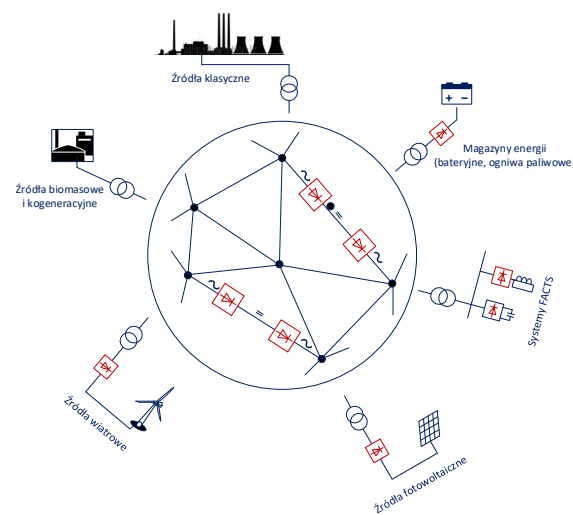 Źródła klasyczne
Magazyny energii
(bateryjne, ogniwa paliwowe
Źródła biomasowe
i kogeneracyjne
Systemy FACTS
Źródła wiatrowe
Źródła fotowoltaiczne